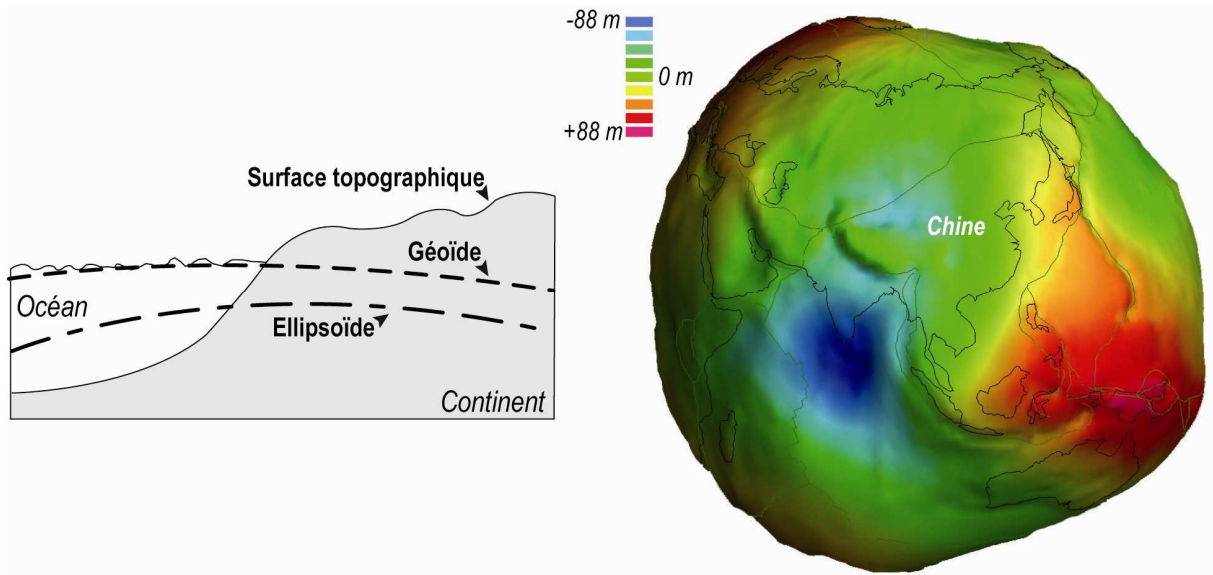 Surface topographique
Géoïde
Océan
Ellipsoïde
Continent
-88 m
0 m
+88 m
Chine